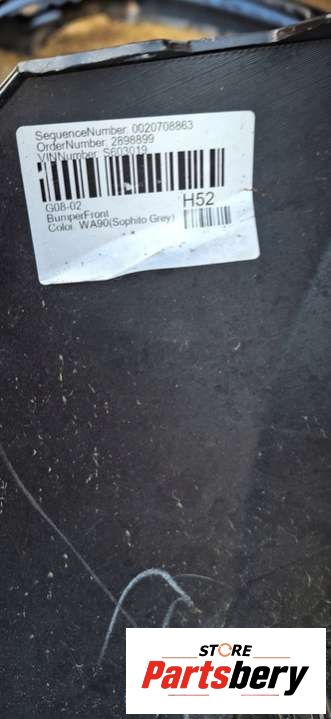 SequenceNumber: 0020708863
OrderNumber: 2898899
VINNumber: S603019
G08-02
H52
BumperFront
Color: WA90(Sophito Grey)
STORE
Partsbery